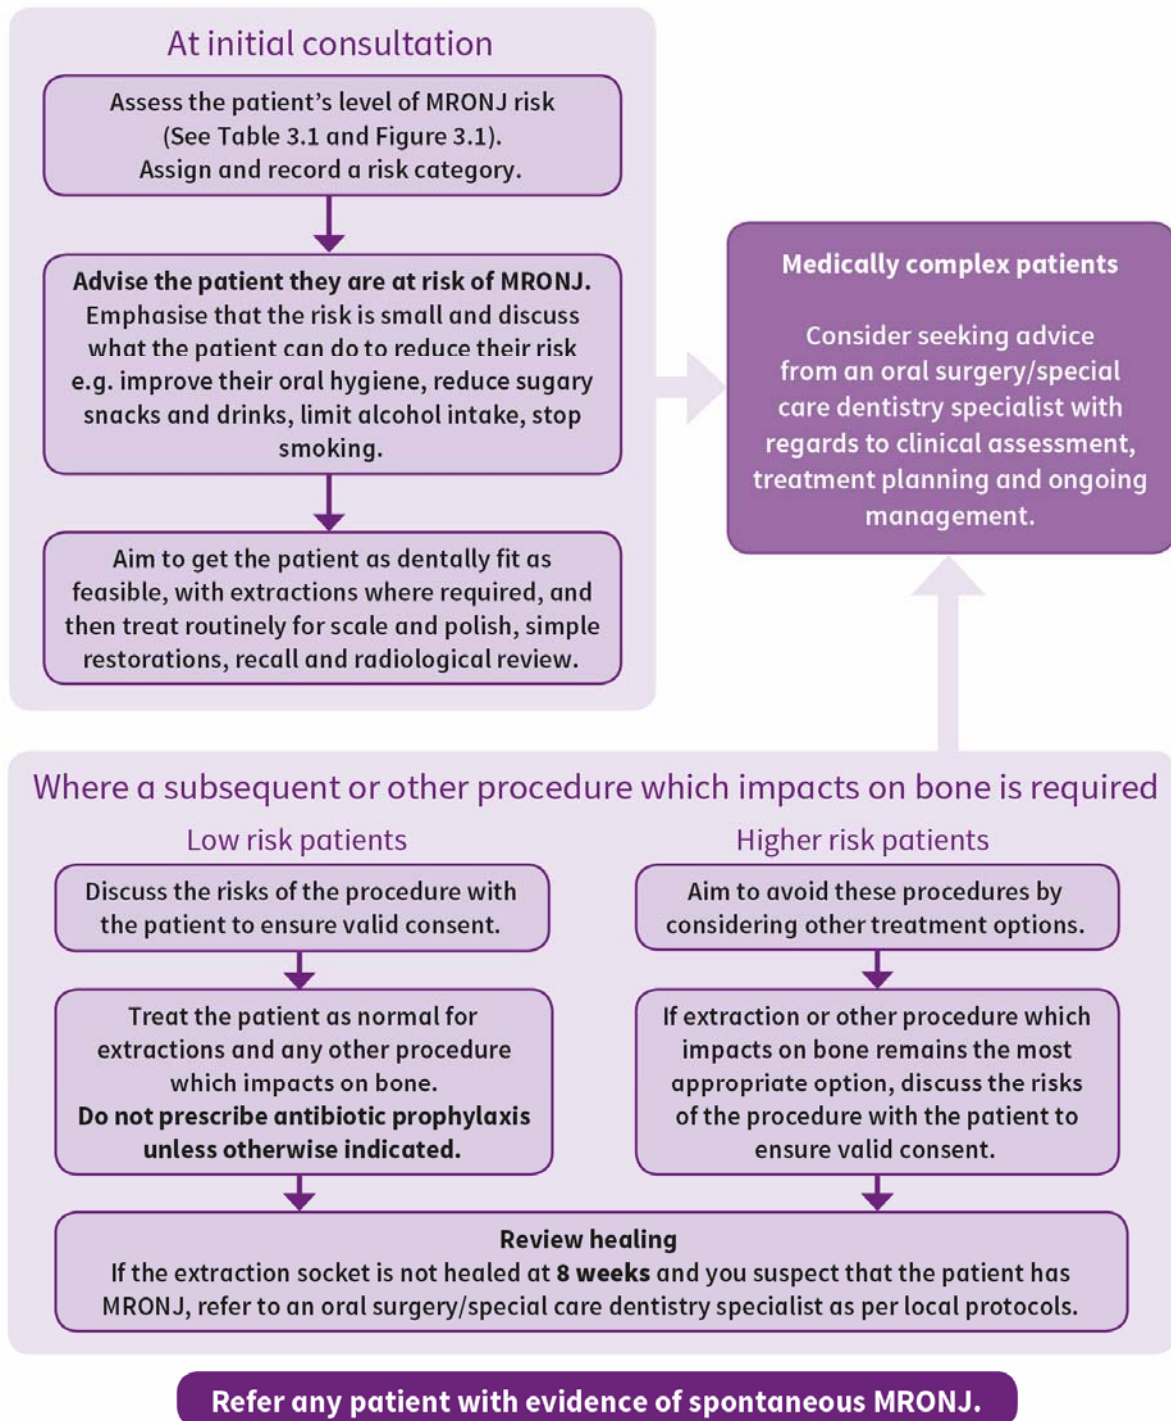 At initial consultation
Assess the patient's level of MRONJ risk
(See Table 3.1 and Figure 3.1).
Assign and record a risk category.
Advise the patient they are at risk of MRONJ.
Emphasise that the risk is small and discuss
what the patient can do to reduce their risk
e.g. improve their oral hygiene, reduce sugary
snacks and drinks, limit alcohol intake, stop
smoking.
Aim to get the patient as dentally fit as
feasible, with extractions where required, and
then treat routinely for scale and polish, simple
restorations, recall and radiological review.
Medically complex patients
Consider seeking advice
from an oral surgery/special
care dentistry specialist with
regards to clinical assessment,
treatment planning and ongoing
management.
Where a subsequent or other procedure which impacts on bone is required
Low risk patients
Discuss the risks of the procedure with
the patient to ensure valid consent.
Treat the patient as normal for
extractions and any other procedure
which impacts on bone.
Do not prescribe antibiotic prophylaxis
unless otherwise indicated.
Higher risk patients
Aim to avoid these procedures by
considering other treatment options.
If extraction or other procedure which
impacts on bone remains the most
appropriate option, discuss the risks
of the procedure with the patient to
ensure valid consent.
Review healing
If the extraction socket is not healed at 8 weeks and you suspect that the patient has
MRONJ, refer to an oral surgery/special care dentistry specialist as per local protocols.
Refer any patient with evidence of spontaneous MRONJ.